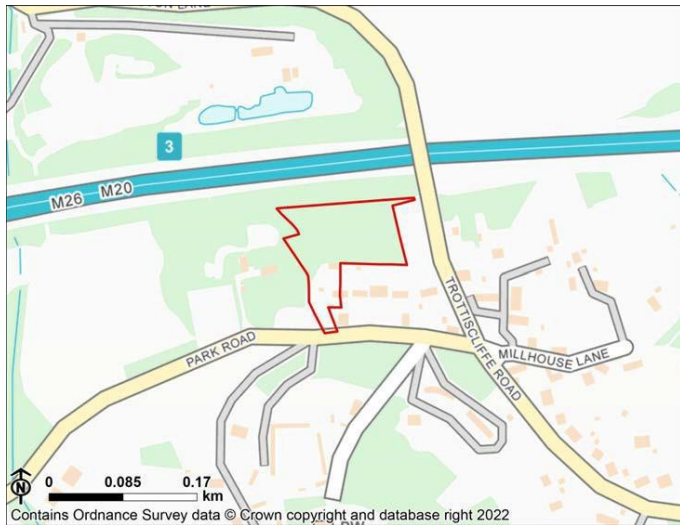 3
M26 M20
TROTTISCLIFFE ROAD
PARK ROAD
MILLHOUSE LANE
N
0 0.085 0.17
km
Contains Ordnance Survey data © Crown copyright and database right 2022